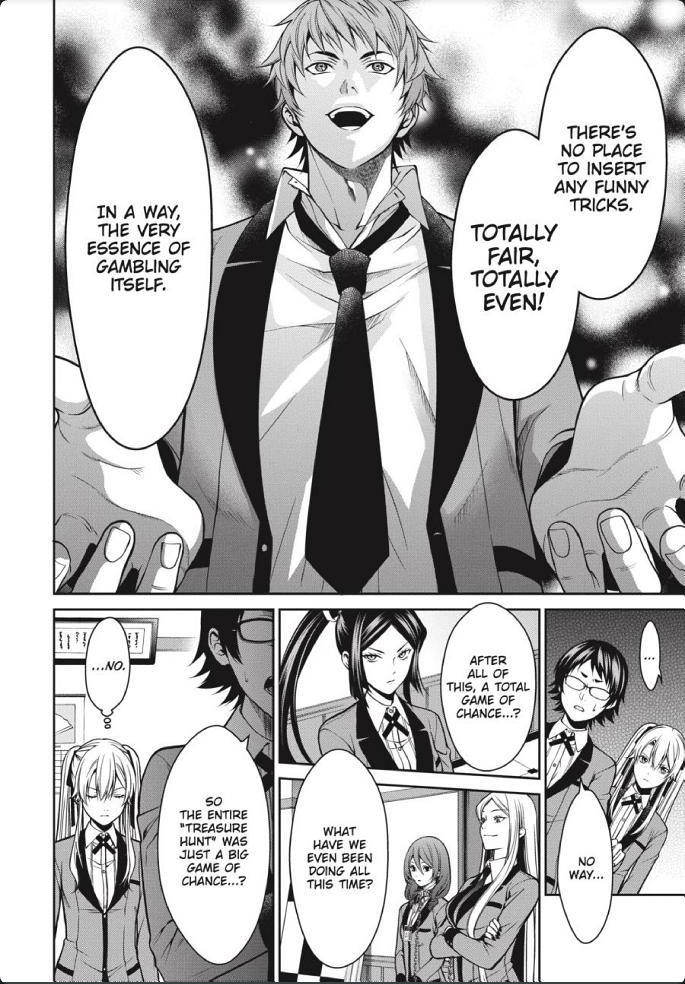 THERE'S
NO PLACE
TO INSERT
ANY FUNNY
TRICKS.
TOTALLY
FAIR,
TOTALLY
EVEN!
IN A WAY,
THE VERY
ESSENCE OF
GAMBLING
ITSELF.
...
NO
WAY...
AFTER
ALL OF
THIS, A TOTAL
GAME OF
CHANCE...?
WHAT
HAVE WE
EVEN BEEN
DOING ALL
THIS TIME?
SO
THE ENTIRE
"TREASURE
HUNT" WAS
JUST A BIG
GAME OF
CHANCE...?
...NO.